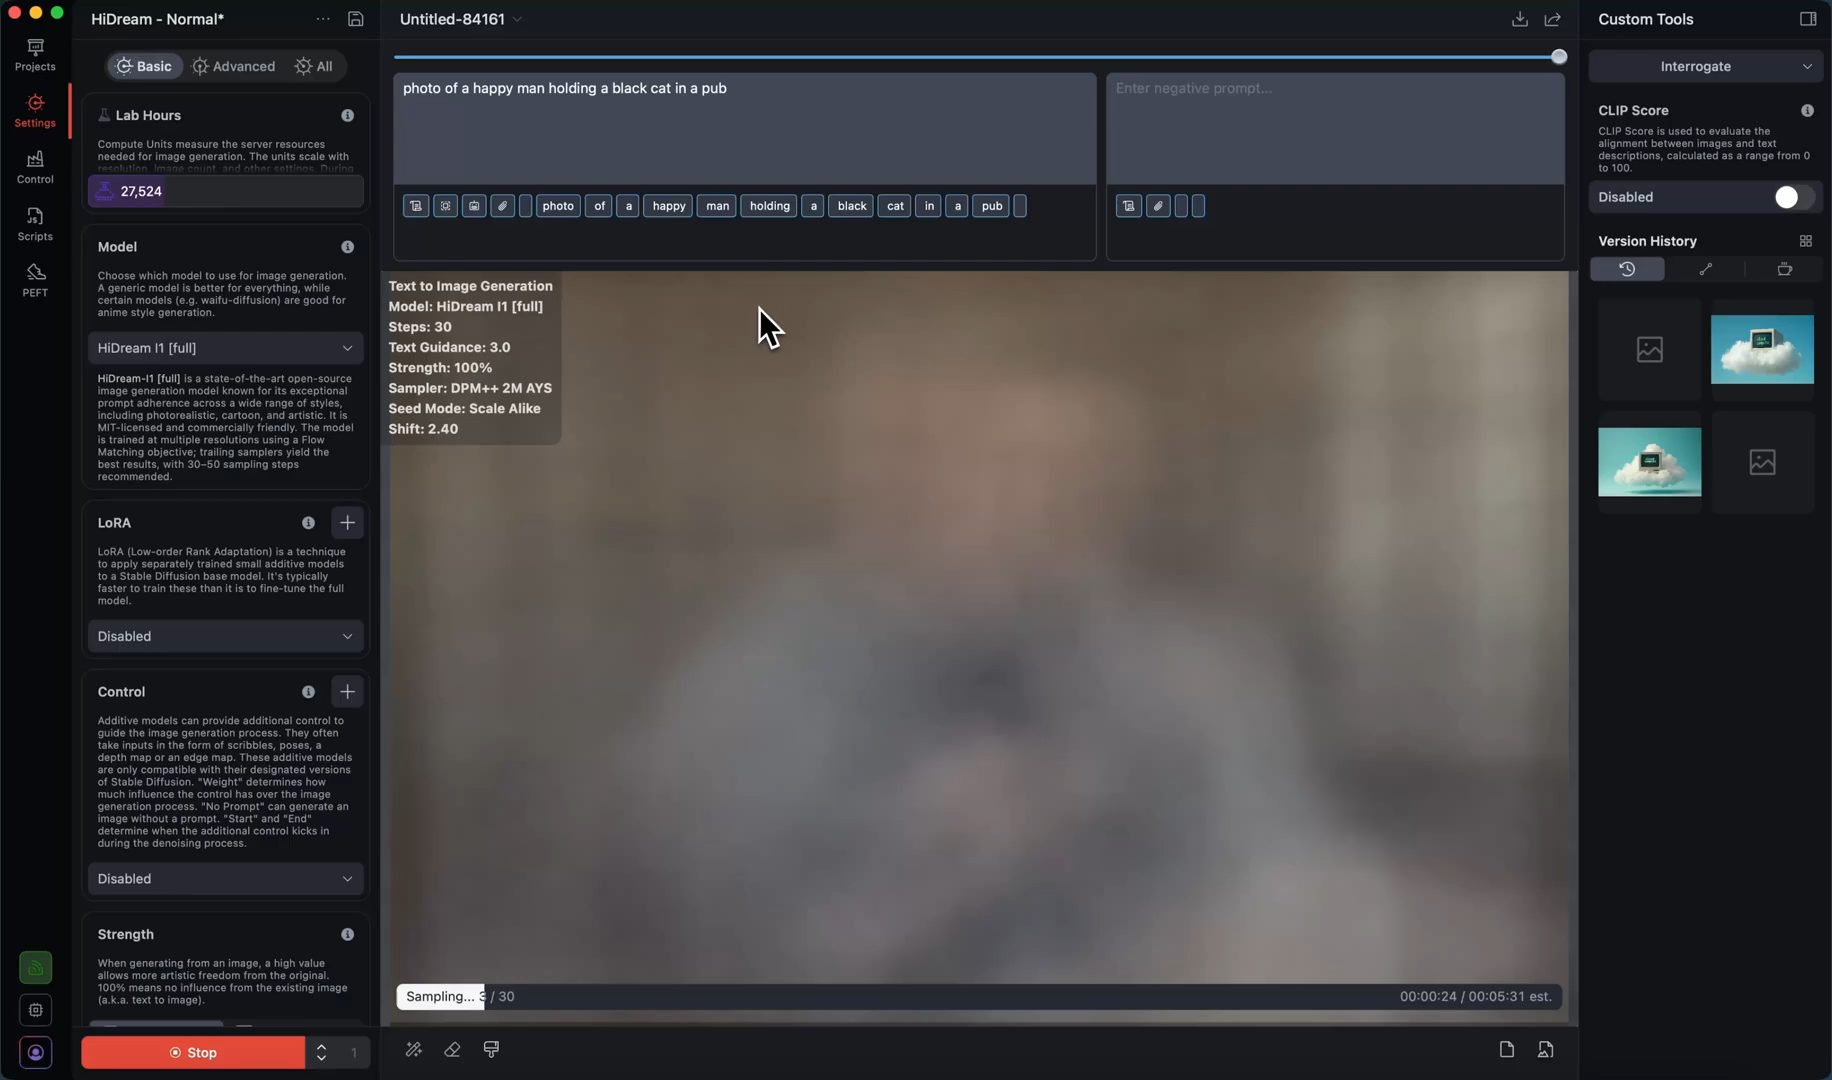 HiDream - Normal*
Untitled-84161
Custom Tools
Projects
Settings
Control
Scripts
PEFT
Basic
Advanced
All
Lab Hours
Compute Units measure the server resources
needed for image generation. The units scale with
resolution, image count, and other settings. During
27,524
Model
Choose which model to use for image generation.
A generic model is better for everything, while
certain models (e.g. waifu-diffusion) are good for
anime style generation.
HiDream I1 [full]
HiDream-I1 [full] is a state-of-the-art open-source
image generation model known for its exceptional
prompt adherence across a wide range of styles,
including photorealistic, cartoon, and artistic. It is
MIT-licensed and commercially friendly. The model
is trained at multiple resolutions using a Flow
Matching objective; trailing samplers yield the
best results, with 30–50 sampling steps
recommended.
LoRA
LoRA (Low-order Rank Adaptation) is a technique
to apply separately trained small additive models
to a Stable Diffusion base model. It's typically
faster to train these than it is to fine-tune the full
model.
Disabled
Control
Additive models can provide additional control to
guide the image generation process. They often
take inputs in the form of scribbles, poses, a
depth map or an edge map. These additive models
are only compatible with their designated versions
of Stable Diffusion. "Weight" determines how
much influence the control has over the image
generation process. "No Prompt" can generate an
image without a prompt. "Start" and "End"
determine when the additional control kicks in
during the denoising process.
Disabled
Strength
When generating from an image, a high value
allows more artistic freedom from the original.
100% means no influence from the existing image
(a.k.a. text to image).
Stop
1
photo of a happy man holding a black cat in a pub
Enter negative prompt...
photo of a happy man holding a black cat in a pub
Text to Image Generation
Model: HiDream I1 [full]
Steps: 30
Text Guidance: 3.0
Strength: 100%
Sampler: DPM++ 2M AYS
Seed Mode: Scale Alike
Shift: 2.40
Sampling... 3 / 30
00:00:24 / 00:05:31 est.
Interrogate
CLIP Score
CLIP Score is used to evaluate the
alignment between images and text
descriptions, calculated as a range from 0
to 100.
Disabled
Version History